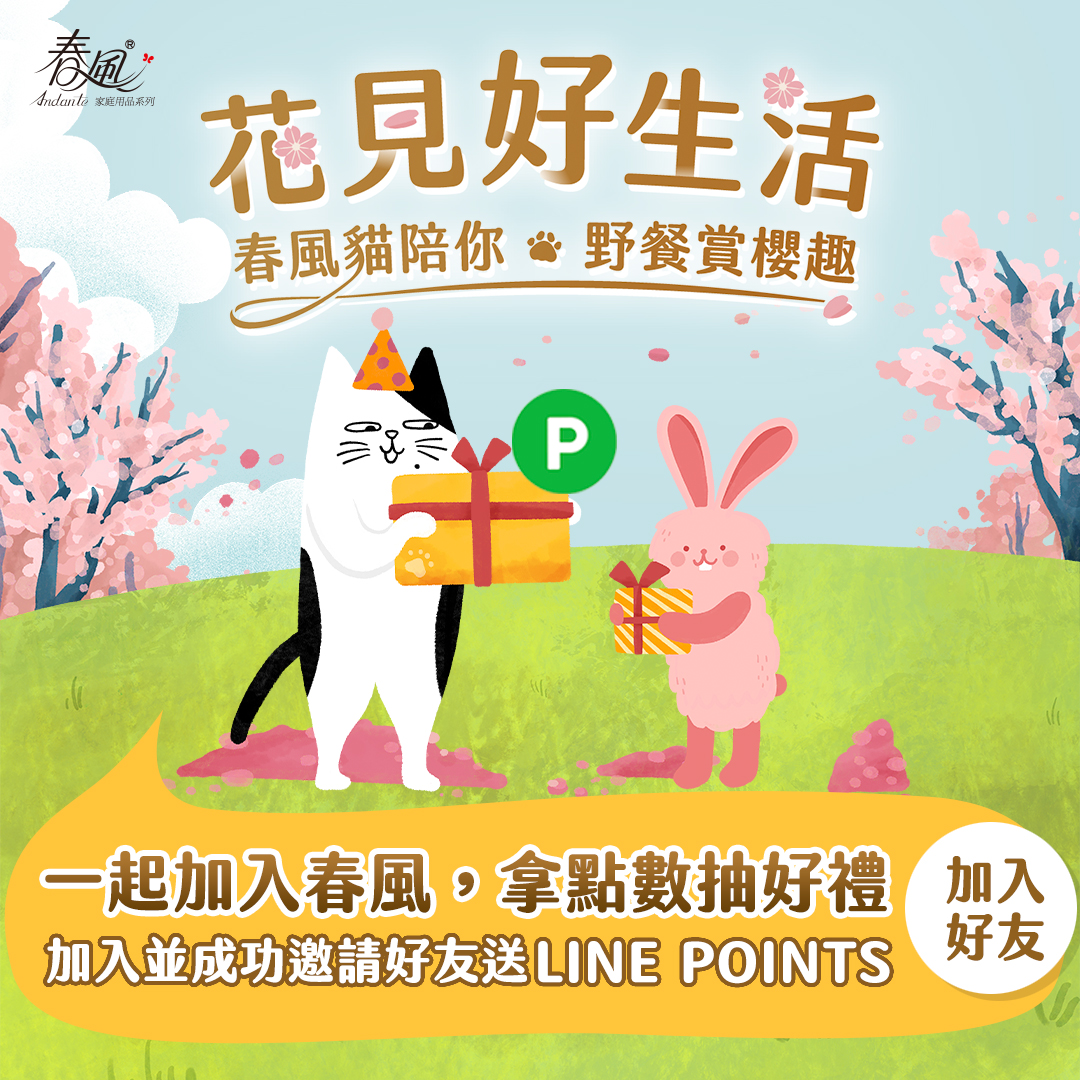 春風®
Andante 家庭用品系列
花見好生活
春風貓陪你 野餐賞櫻趣
P
一起加入春風，拿點數抽好禮
加入並成功邀請好友送LINE POINTS
加入
好友